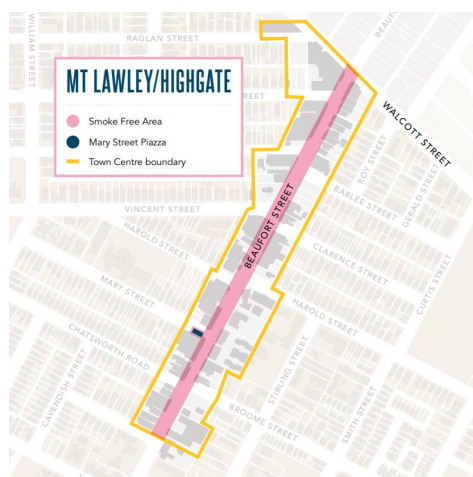 WILLIAM STREET
RAGLAN STREET
BEAUF
MT LAWLEY/HIGHGATE
Smoke Free Area
Mary Street Piazza
Town Centre boundary
REET
WALCOTT STREET
ROY STREET
GERALD STREET
BARLEE STREET
VINCENT STREET
BEAUFORT STREET
HAROLD STREET
CLARENCE STREET
CURTIS STREET
MARY STREET
HAROLD STREET
CHATSWORTH ROAD
STIRLING STREET
CAVENDISH STREET
BROOME STREET
SMITH STREET